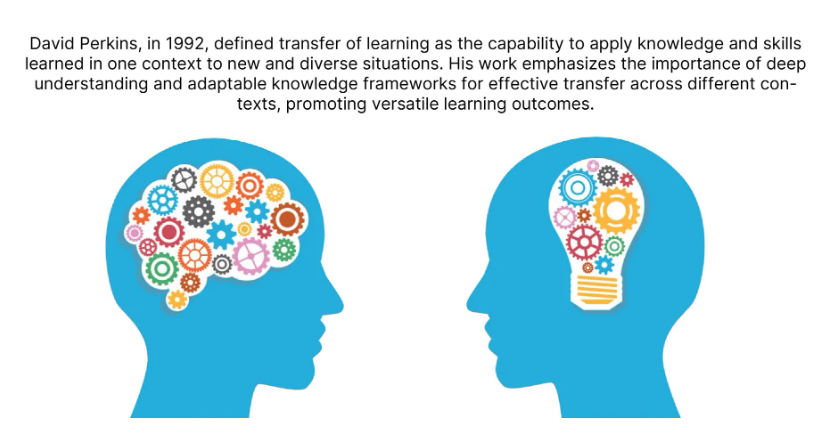 David Perkins, in 1992, defined transfer of learning as the capability to apply knowledge and skills
learned in one context to new and diverse situations. His work emphasizes the importance of deep
understanding and adaptable knowledge frameworks for effective transfer across different con-
texts, promoting versatile learning outcomes.